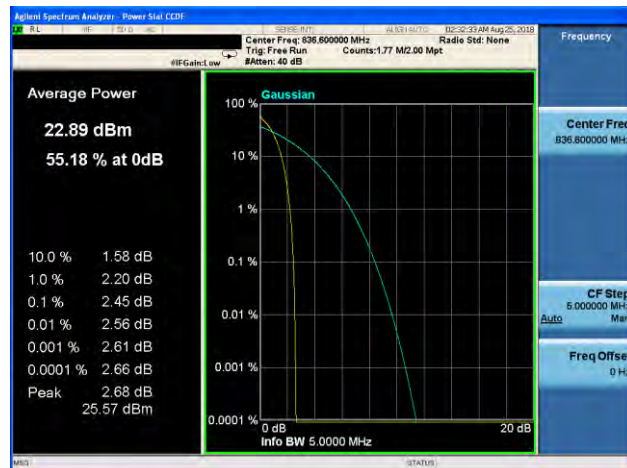 Agilent Spectrum Analyzer - Power Stat CCDF
RL RF AC SENSE:INT ALIGN AUTO 02:32:33 AM Aug 25, 2018
Center Freq: 836.600000 MHz Radio Std: None
Trig: Free Run Counts:1.77 M/2.00 Mpt
#IFGain:Low #Atten: 40 dB
Frequency
Average Power
22.89 dBm
55.18 % at 0dB
10.0 % 1.58 dB
1.0 % 2.20 dB
0.1 % 2.45 dB
0.01 % 2.56 dB
0.001 % 2.61 dB
0.0001 % 2.66 dB
Peak 2.68 dB
25.57 dBm
Gaussian
100 %
10 %
1 %
0.1 %
0.01 %
0.001 %
0.0001 %
0 dB 20 dB
Info BW 5.0000 MHz
Center Freq
836.600000 MHz
CF Step
5.000000 MHz
Auto Man
Freq Offset
0 Hz
MSG STATUS